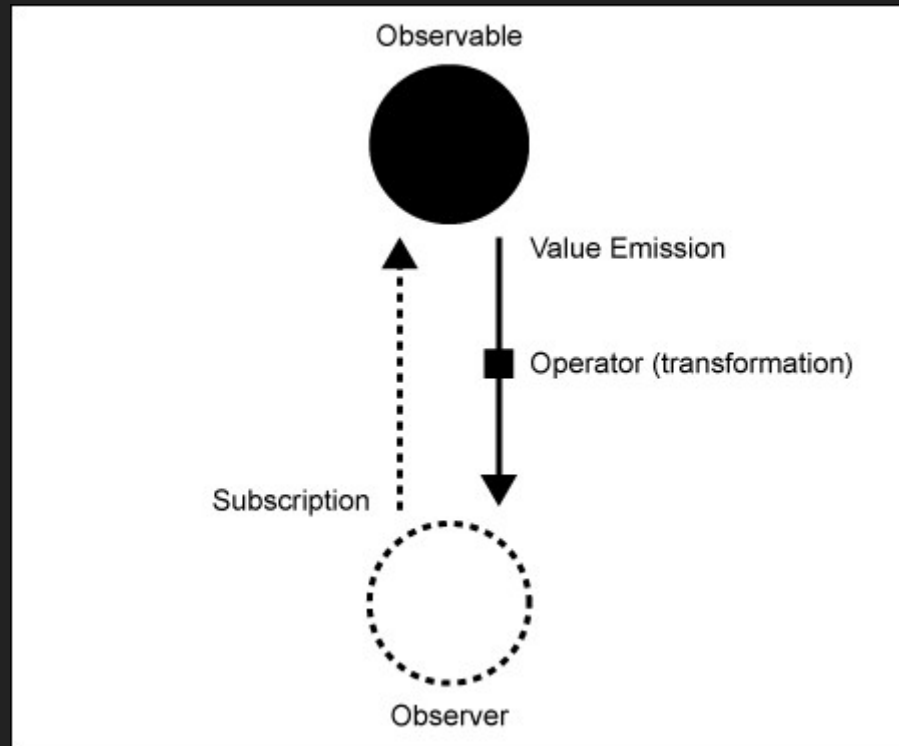 Observable
Value Emission
Operator (transformation)
Subscription
Observer